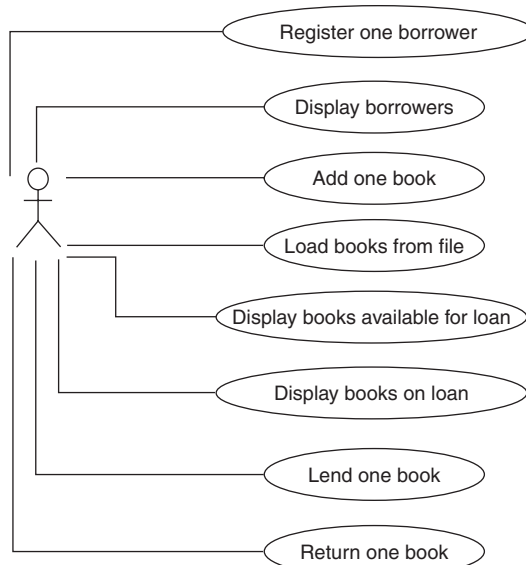 Register one borrower
Display borrowers
Add one book
Load books from file
Display books available for loan
Display books on loan
Lend one book
Return one book